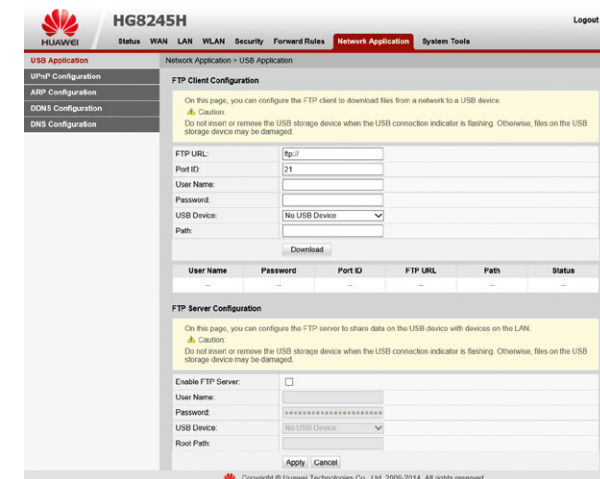 HG8245H
Logout
HUAWEI
Status WAN LAN WLAN Security Forward Rules Network Application System Tools
USB Application
UPnP Configuration
ARP Configuration
DDNS Configuration
DNS Configuration
Network Application > USB Application
FTP Client Configuration
On this page, you can configure the FTP client to download files from a network to a USB device.
Caution:
Do not insert or remove the USB storage device when the USB connection indicator is flashing. Otherwise, files on the USB
storage device may be damaged.
FTP URL: ftp://
Port ID: 21
User Name:
Password:
USB Device: No USB Device
Path:
Download
User Name Password Port ID FTP URL Path Status
-- -- -- -- -- --
FTP Server Configuration
On this page, you can configure the FTP server to share data on the USB device with devices on the LAN.
Caution:
Do not insert or remove the USB storage device when the USB connection indicator is flashing. Otherwise, files on the USB
storage device may be damaged.
Enable FTP Server:
User Name:
Password:
USB Device: No USB Device
Root Path:
Apply Cancel
Copyright © Huawei Technologies Co., Ltd. 2009-2014. All rights reserved.